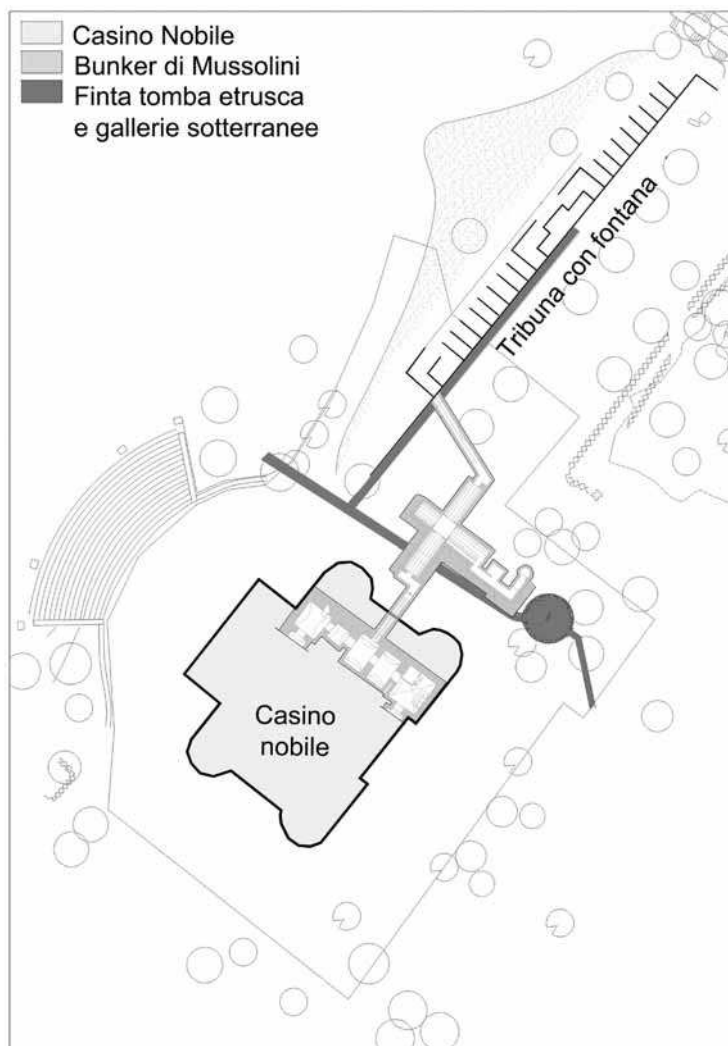 Casino Nobile
Bunker di Mussolini
Finta tomba etrusca
e gallerie sotterranee
Tribuna con fontana
Casino
nobile